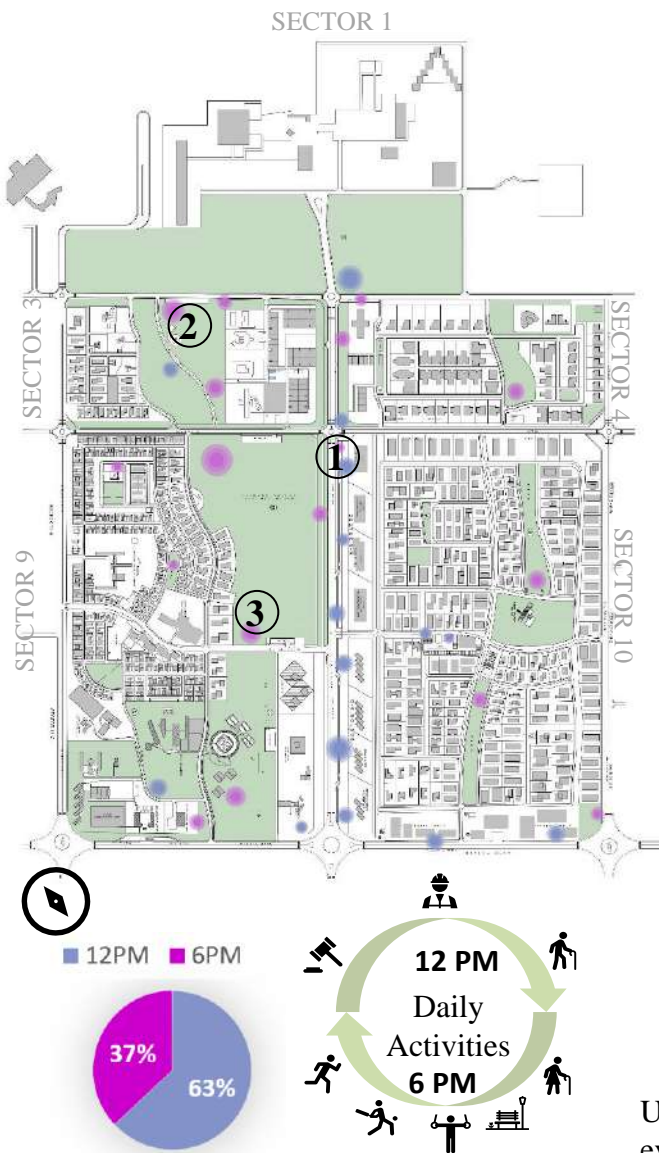 SECTOR 1
SECTOR 3
SECTOR 4
2
1
SECTOR 9
SECTOR 10
3
12PM 6PM
37%
63%
12 PM
Daily
Activities
6 PM
U
ev